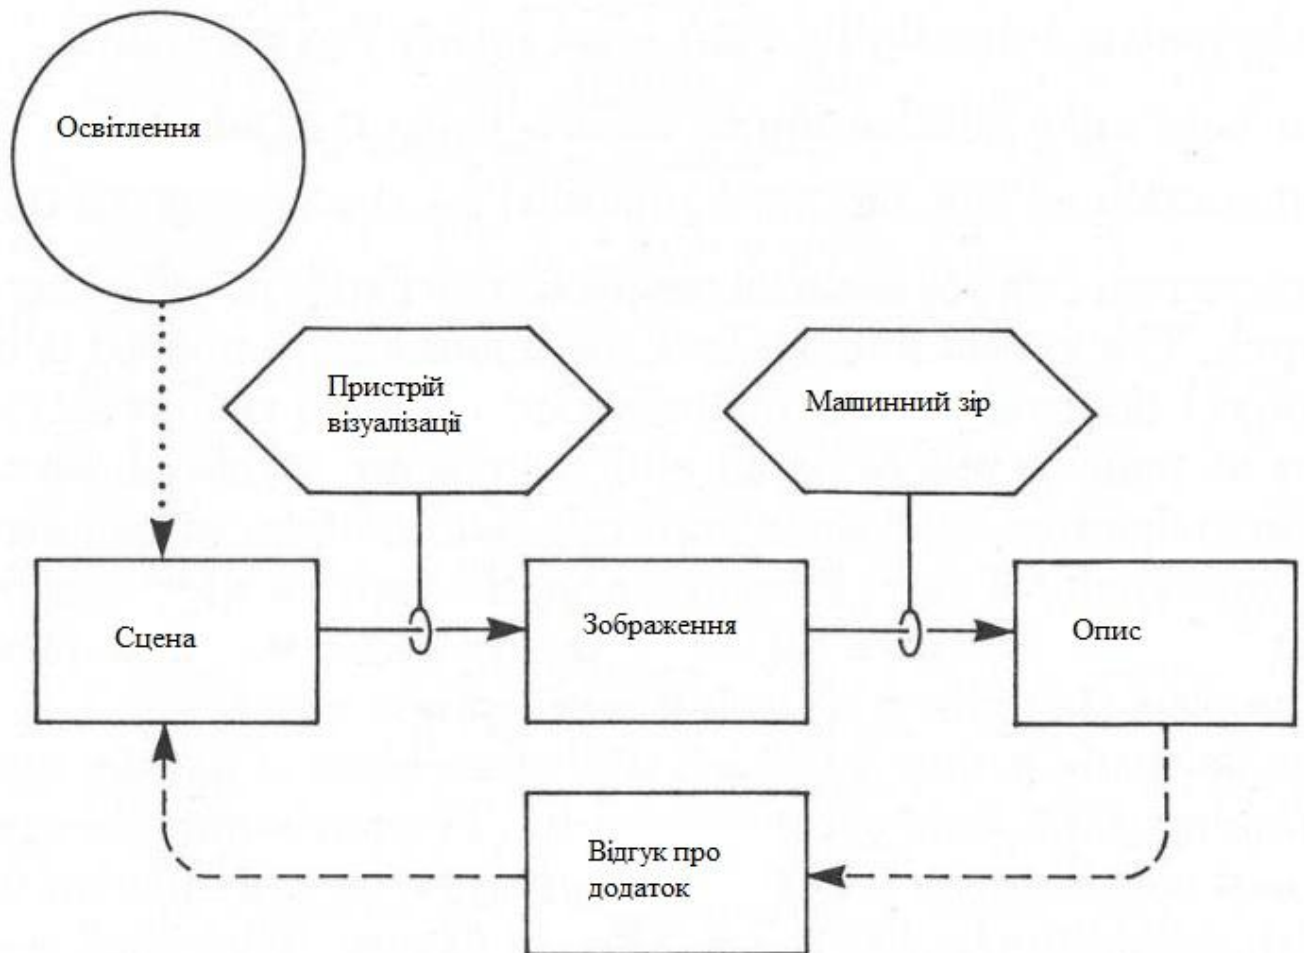 Освітлення
Пристрій
візуалізації
Машинний зір
Сцена
Зображення
Опис
Відгук про
додаток